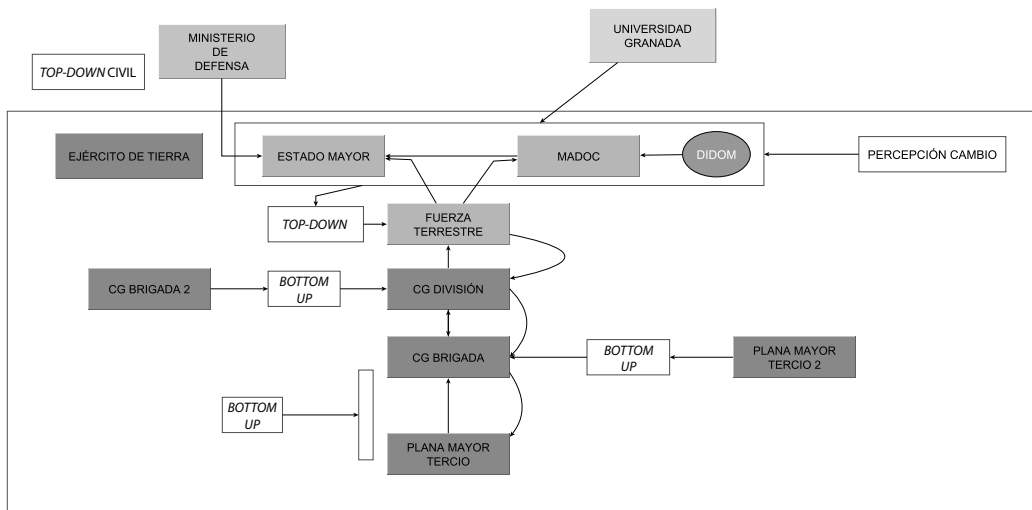 MINISTERIO
DE
DEFENSA
UNIVERSIDAD
GRANADA
TOP-DOWN CIVIL
EJÉRCITO DE TIERRA
ESTADO MAYOR
MADOC
DIDOM
PERCEPCIÓN CAMBIO
TOP-DOWN
FUERZA
TERRESTRE
CG BRIGADA 2
BOTTOM
UP
CG DIVISIÓN
CG BRIGADA
BOTTOM
UP
PLANA MAYOR
TERCIO 2
BOTTOM
UP
PLANA MAYOR
TERCIO